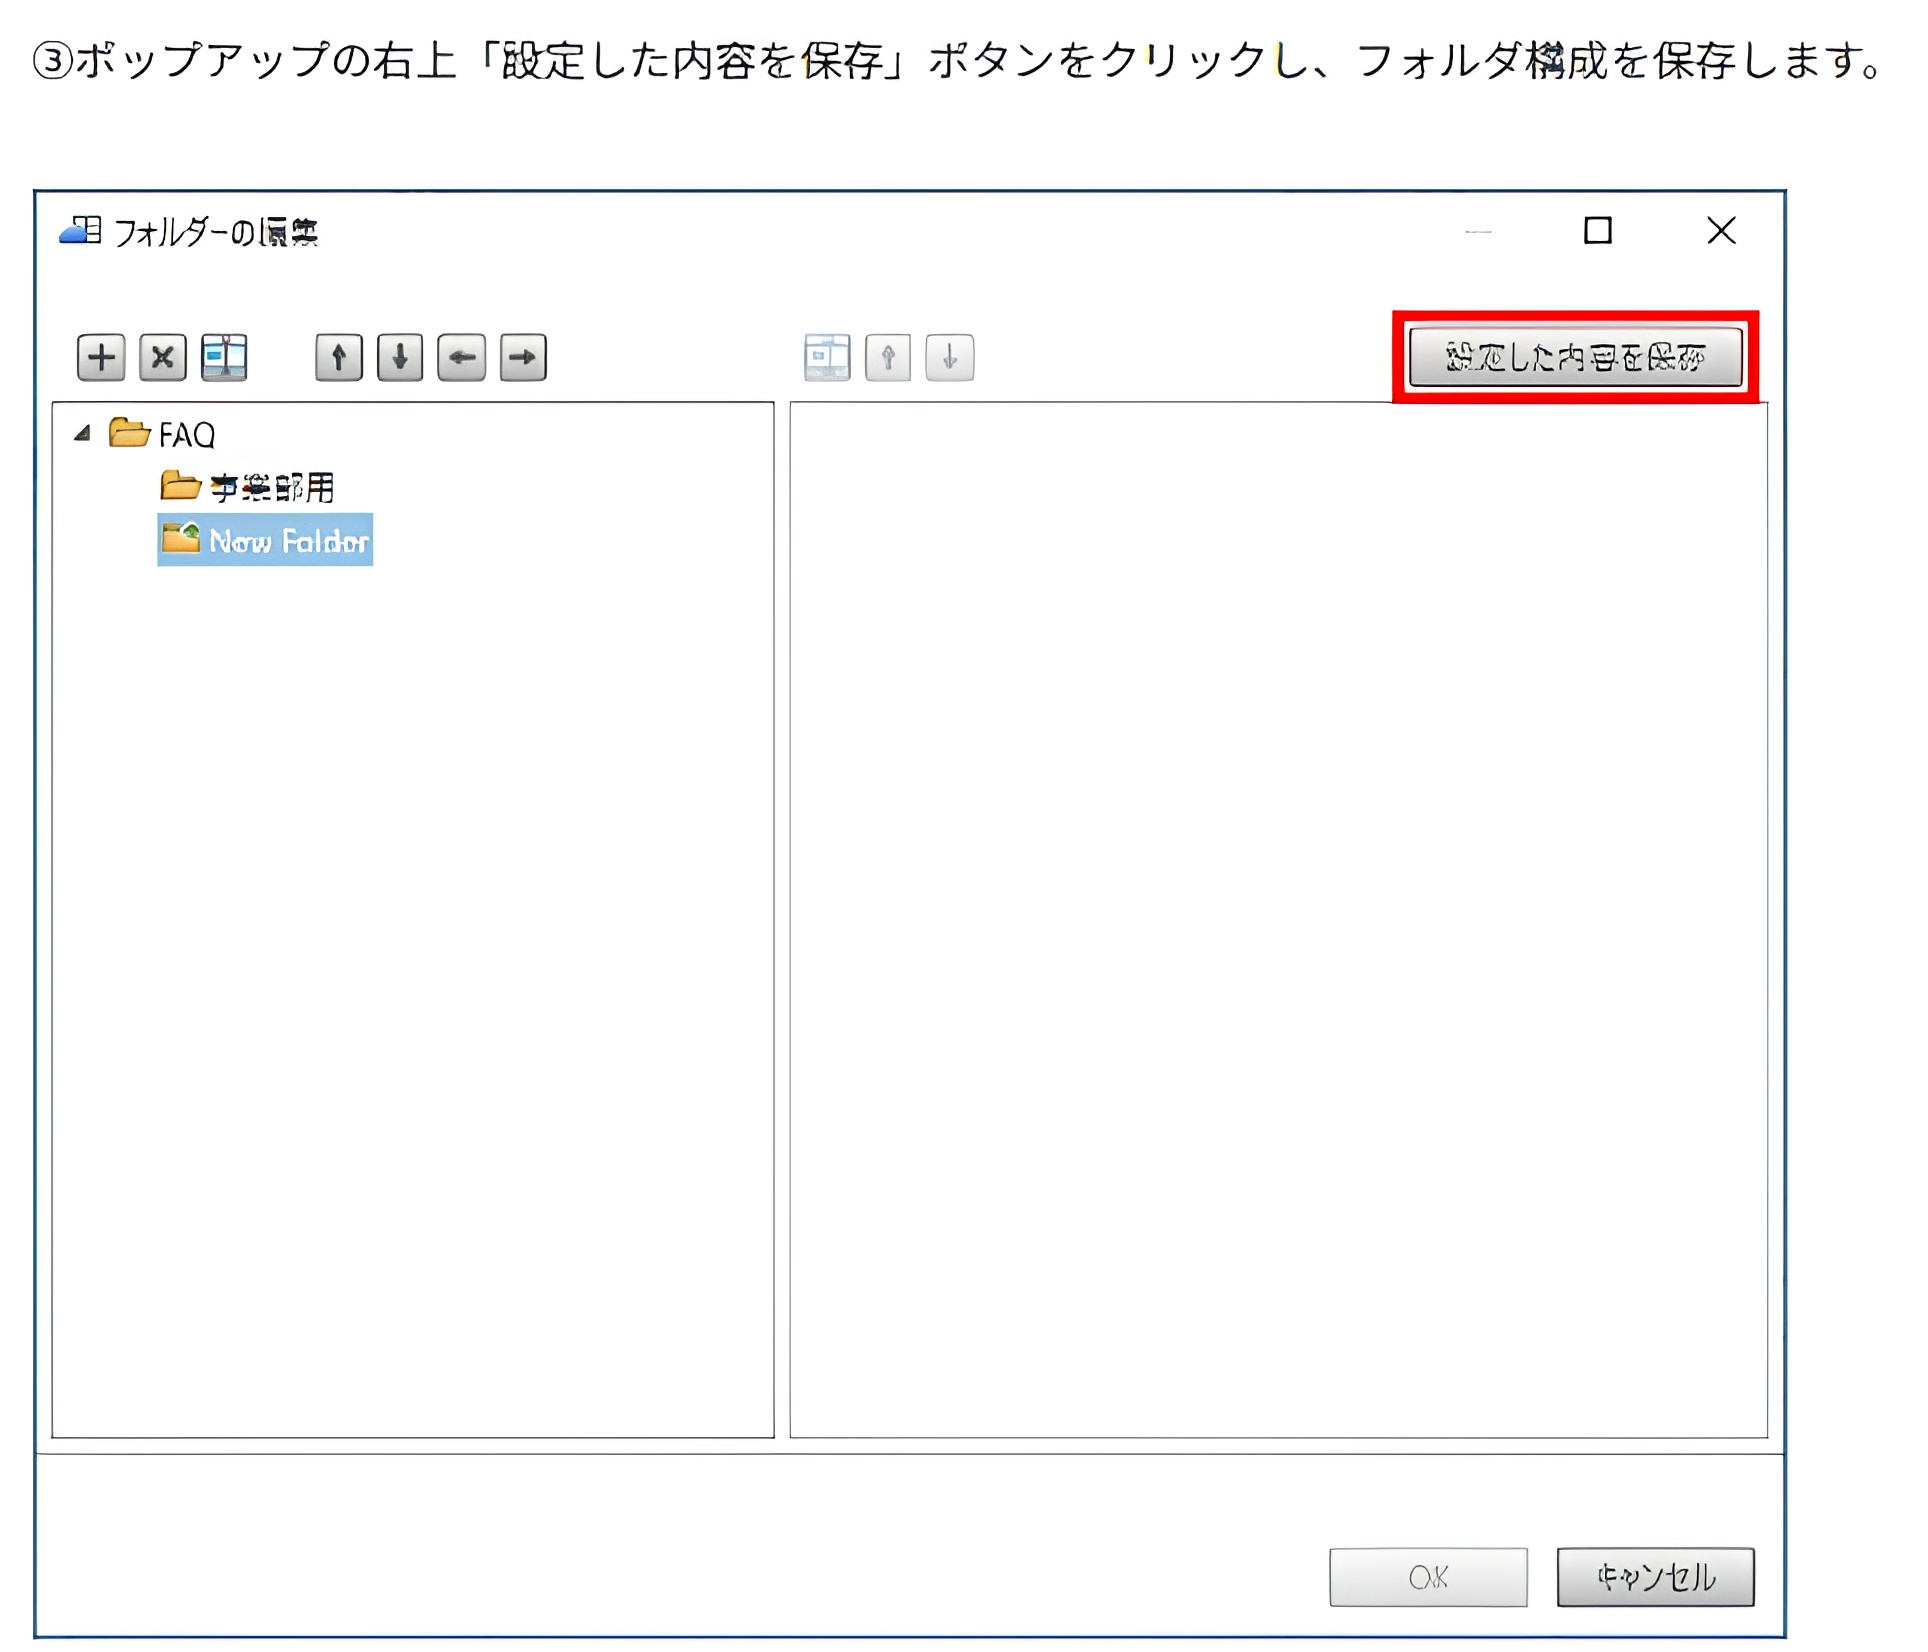 ③ポップアップの右上「設定した内容を保存」ボタンをクリックし、フォルダ構成を保存します。
フォルダーの編集
設定した内容を保存
FAQ
事業部用
New Folder
OK
キャンセル